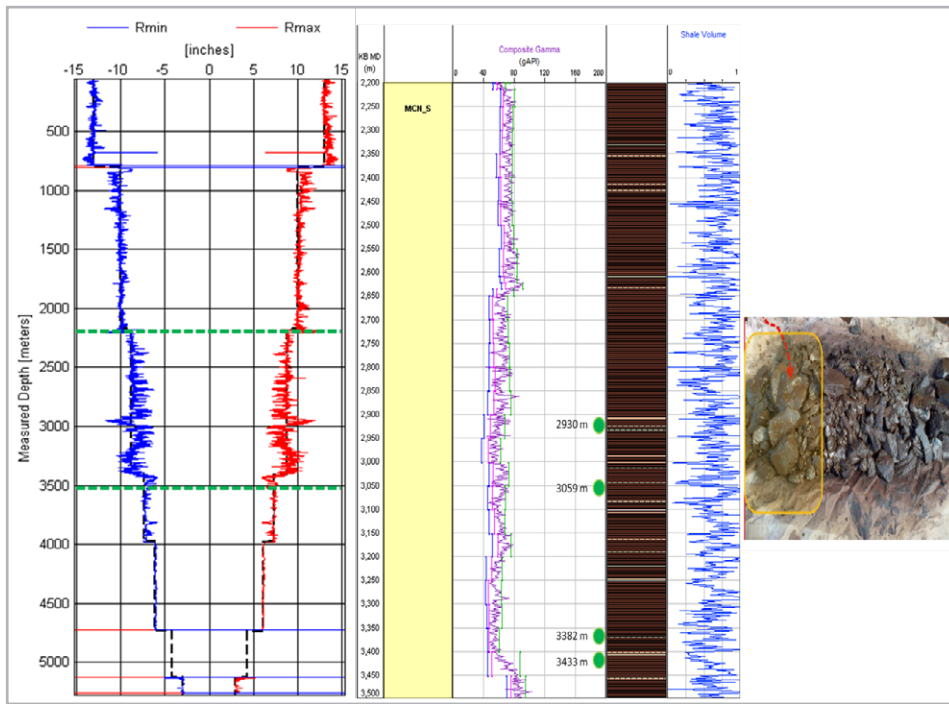 Rmin Rmax
[inches]
-15 -10 -5 0 5 10 15
Measured Depth [meters]
500
1000
1500
2000
2500
3000
3500
4000
4500
5000
KB MD
(m)
Composite Gamma
(gAPI)
0 40 80 120 200
Shale Volume
0 1
MCN_S
2,200
2,250
2,300
2,350
2,400
2,450
2,500
2,550
2,600
2,650
2,700
2,750
2,800
2,850
2,900
2,950
3,000
3,050
3,100
3,150
3,200
3,250
3,300
3,350
3,400
3,450
3,500
2930 m
3059 m
3382 m
3433 m